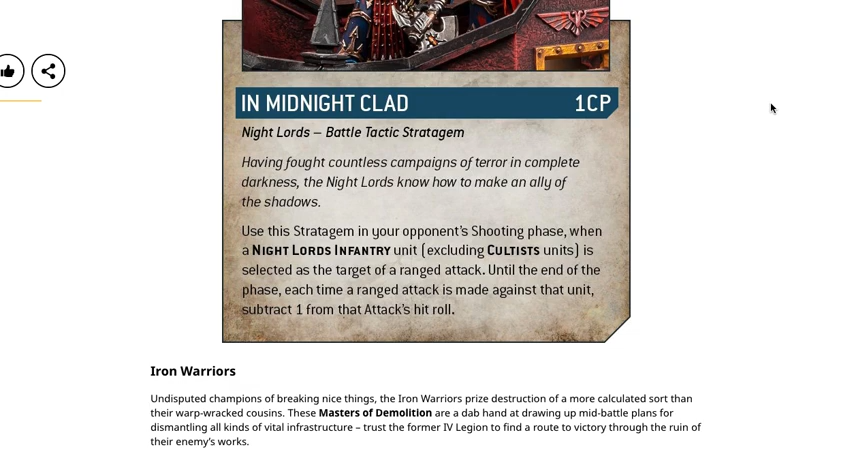 IN MIDNIGHT CLAD 1CP
Night Lords – Battle Tactic Stratagem
Having fought countless campaigns of terror in complete
darkness, the Night Lords know how to make an ally of
the shadows.
Use this Stratagem in your opponent's Shooting phase, when
a NIGHT LORDS INFANTRY unit (excluding CULTISTS units) is
selected as the target of a ranged attack. Until the end of the
phase, each time a ranged attack is made against that unit,
subtract 1 from that Attack's hit roll.
Iron Warriors
Undisputed champions of breaking nice things, the Iron Warriors prize destruction of a more calculated sort than
their warp-wracked cousins. These Masters of Demolition are a dab hand at drawing up mid-battle plans for
dismantling all kinds of vital infrastructure – trust the former IV Legion to find a route to victory through the ruin of
their enemy's works.